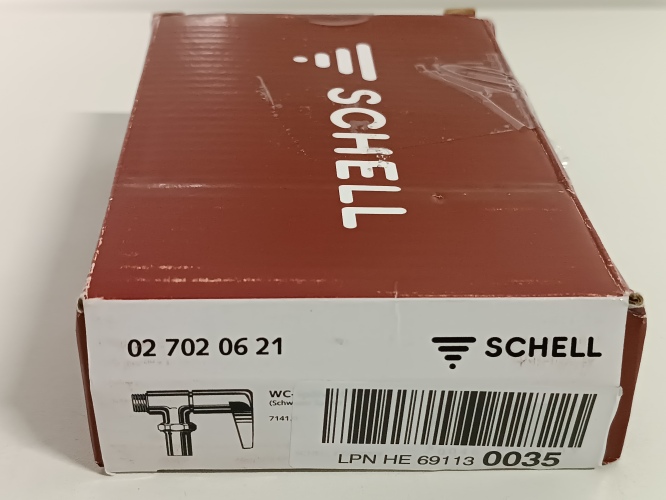 SCHELL
02 702 06 21
SCHELL
WC-
(Schw
7141.
LPN HE 69113 0035